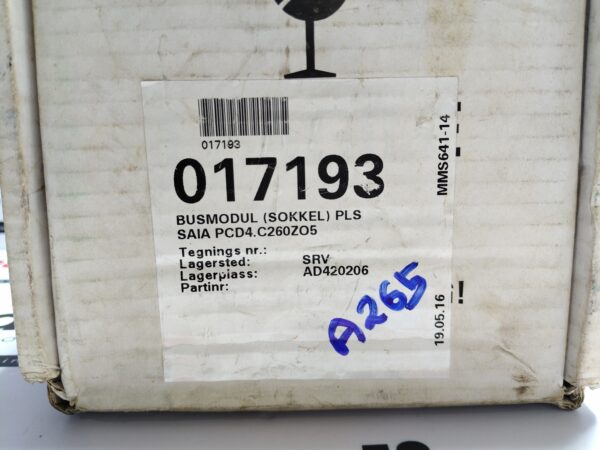 017193
017193
BUSMODUL (SOKKEL) PLS
SAIA PCD4.C260ZO5
Tegnings nr.:
Lagersted: SRV
Lagerplass: AD420206
Partinr:
MMS641-14
19.05.16
A265